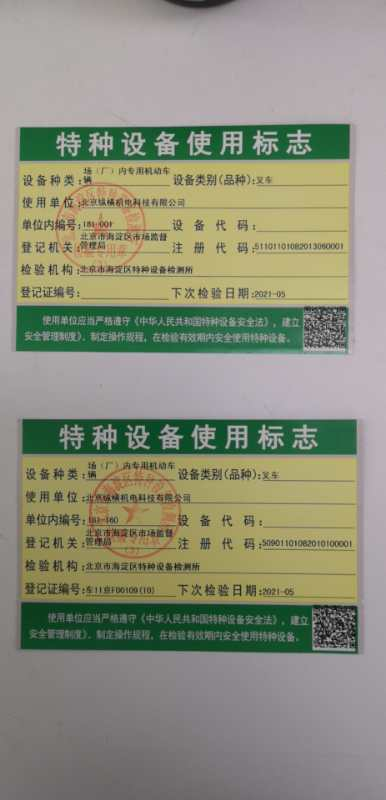 特种设备使用标志
设备种类:场(厂)内专用机动车辆 设备类别(品种):叉车
使用单位:北京纵横机电科技有限公司
单位内编号:181-001 设备代码:
登记机关:北京市海淀区市场监督管理局 注册代码:51101101082013060001
检验机构:北京市海淀区特种设备检测所
登记证编号: 下次检验日期:2021-05
使用单位应当严格遵守《中华人民共和国特种设备安全法》,建立
安全管理制度》,制定操作规程,在检验有效期内安全使用特种设备。
特种设备使用标志
设备种类:场(厂)内专用机动车辆 设备类别(品种):叉车
使用单位:北京纵横机电科技有限公司
单位内编号: 设备代码:
登记机关:北京市海淀区市场监督管理局 注册代码:50901101082010100001
检验机构:北京市海淀区特种设备检测所
登记证编号:车11京F00109(10) 下次检验日期:2021-05
使用单位应当严格遵守《中华人民共和国特种设备安全法》,建立
安全管理制度》,制定操作规程,在检验有效期内安全使用特种设备。